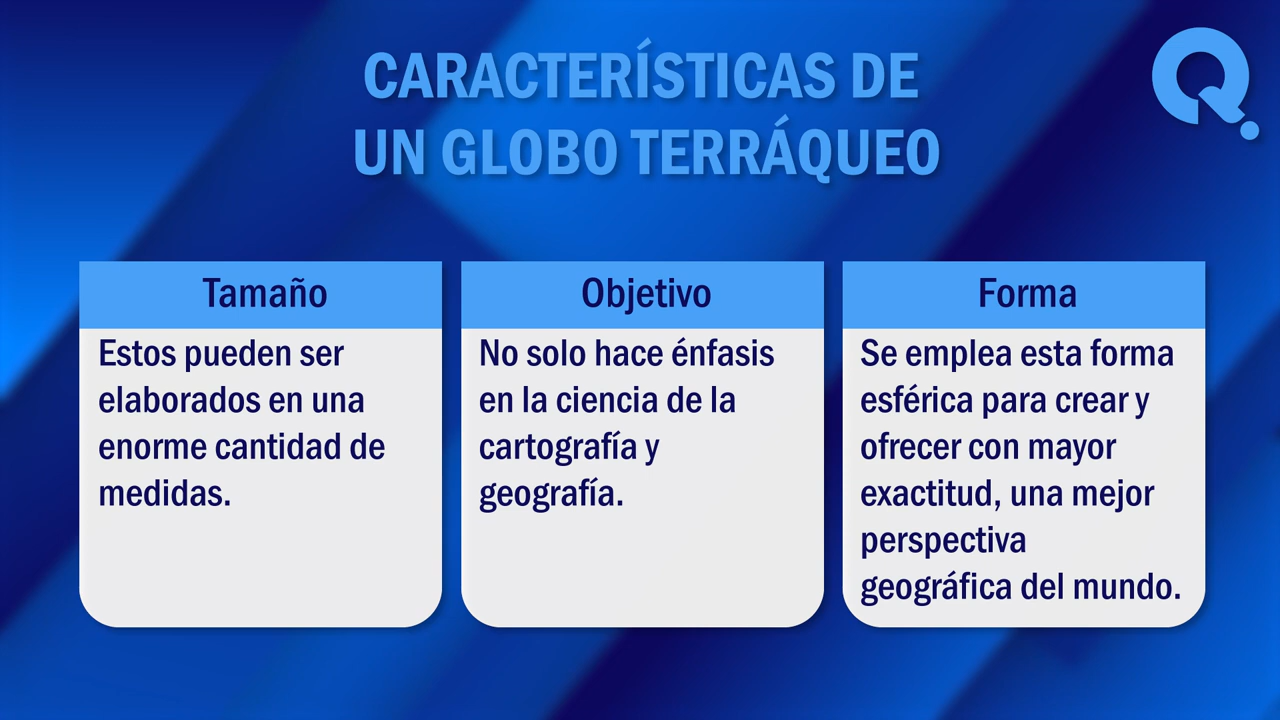 CARACTERÍSTICAS DE
UN GLOBO TERRÁQUEO
Q.
Tamaño
Estos pueden ser
elaborados en una
enorme cantidad de
medidas.
Objetivo
No solo hace énfasis
en la ciencia de la
cartografía y
geografía.
Forma
Se emplea esta forma
esférica para crear y
ofrecer con mayor
exactitud, una mejor
perspectiva
geográfica del mundo.